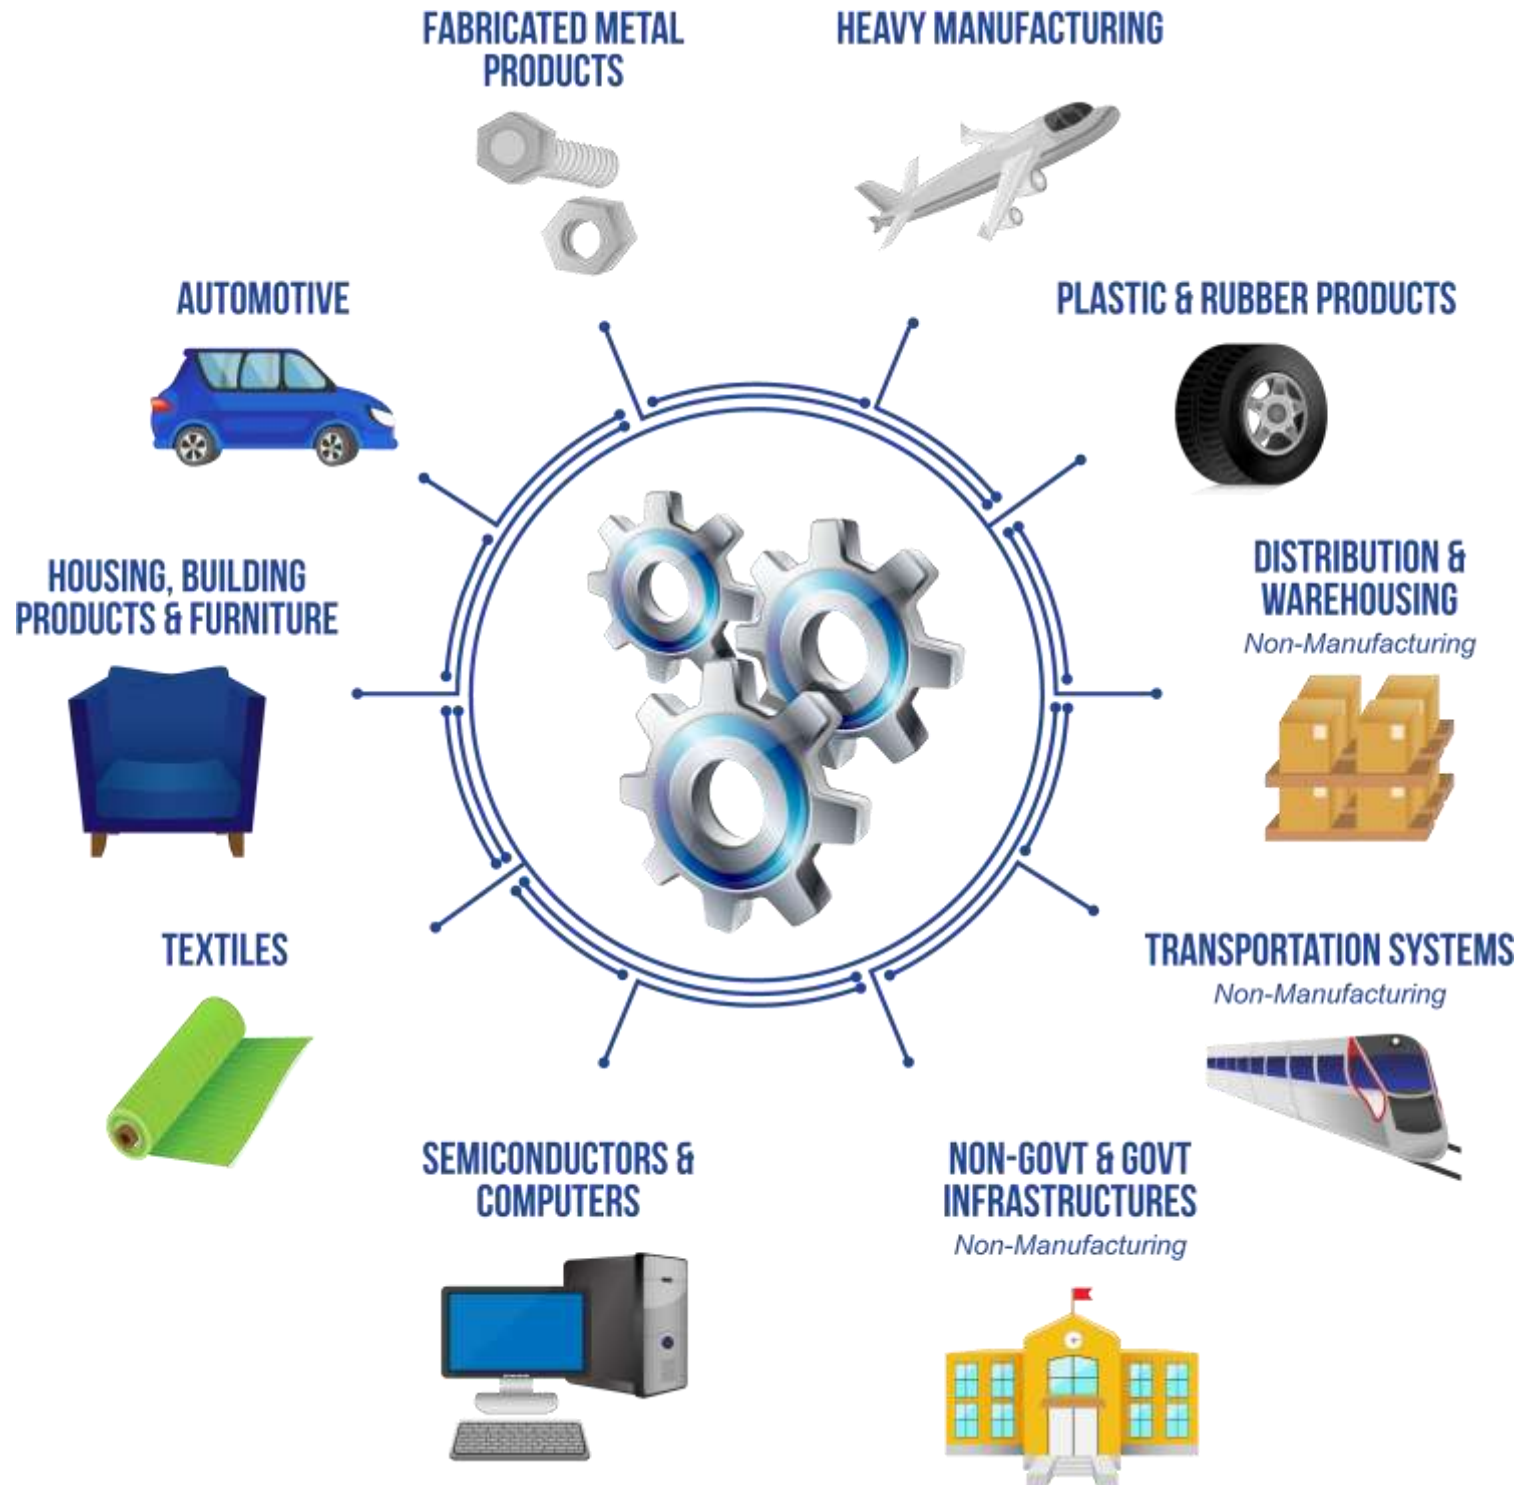 FABRICATED METAL
PRODUCTS
HEAVY MANUFACTURING
AUTOMOTIVE
PLASTIC & RUBBER PRODUCTS
HOUSING, BUILDING
PRODUCTS & FURNITURE
DISTRIBUTION &
WAREHOUSING
Non-Manufacturing
TEXTILES
TRANSPORTATION SYSTEMS
Non-Manufacturing
SEMICONDUCTORS &
COMPUTERS
NON-GOVT & GOVT
INFRASTRUCTURES
Non-Manufacturing